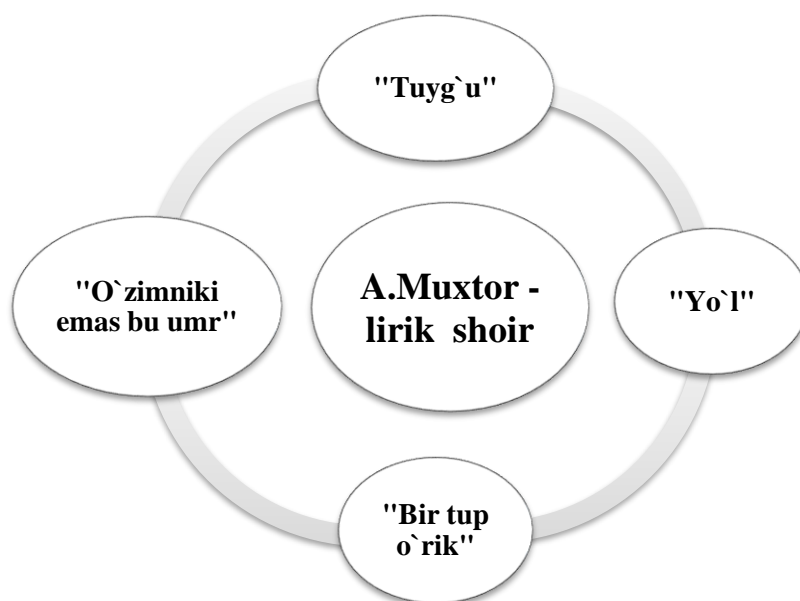 "Tuyg`u"
"O`zimniki
emas bu umr"
A.Muxtor -
lirik shoir
"Yo`l"
"Bir tup
o`rik"